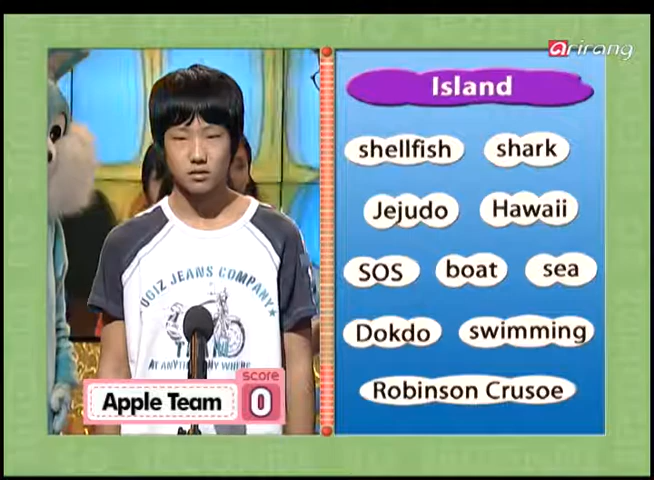 arirang
Island
shellfish shark
Jejudo Hawaii
SOS boat sea
Dokdo swimming
Robinson Crusoe
UGIZ JEANS COMPANY
score
Apple Team 0